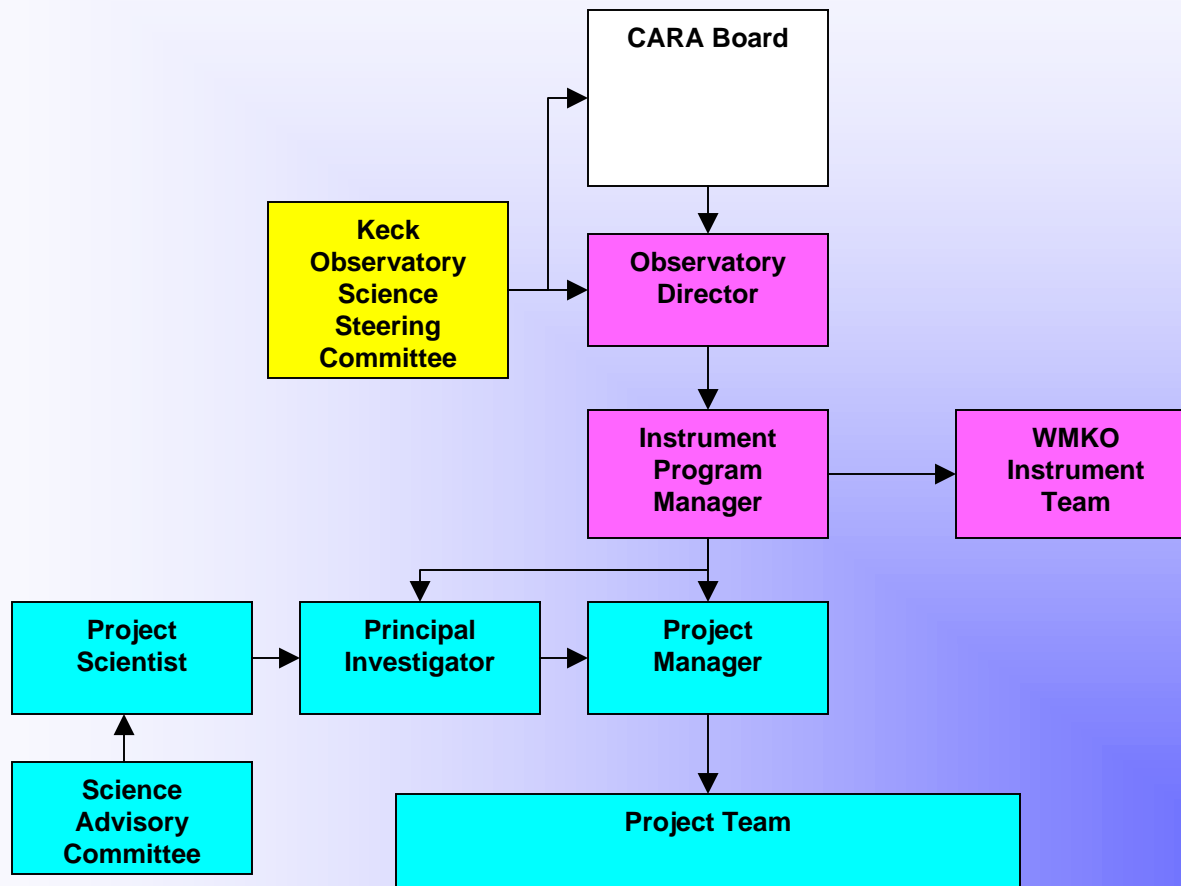 CARA Board
Keck
Observatory
Science
Steering
Committee
Observatory
Director
Instrument
Program
Manager
WMKO
Instrument
Team
Project
Scientist
Principal
Investigator
Project
Manager
Science
Advisory
Committee
Project Team